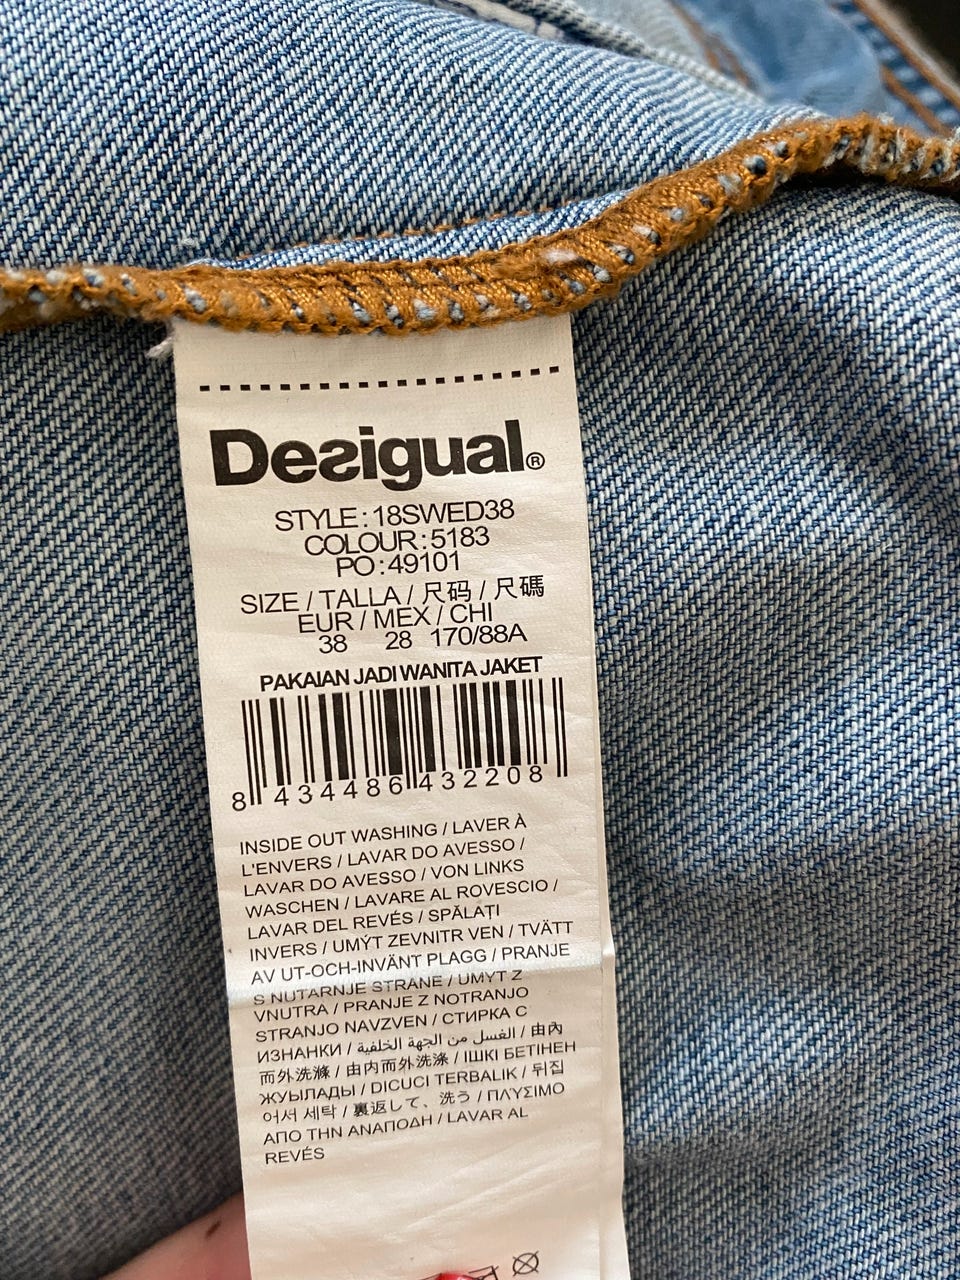 Desigual®
STYLE:18SWED38
COLOUR:5183
PO:49101
SIZE / TALLA / 尺码 / 尺碼
EUR / MEX / CHI
38 28 170/88A
PAKAIAN JADI WANITA JAKET
8 434486 432208
INSIDE OUT WASHING / LAVER À
L'ENVERS / LAVAR DO AVESSO /
LAVAR DO AVESSO / VON LINKS
WASCHEN / LAVARE AL ROVESCIO /
LAVAR DEL REVÉS / SPĂLAȚI
INVERS / UMÝT ZEVNITR VEN / TVÄTT
AV UT-OCH-INVÄNT PLAGG / PRANJE
S NUTARNJE STRANE / UMYT Z
VNUTRA / PRANJE Z NOTRANJO
STRANJO NAVZVEN / СТИРКА С
ИЗНАНКИ / الغسل من الجهة الخلفية / 由內
而外洗滌 / 由内而外洗涤 / ІШКІ БЕТІНЕН
ЖУЫЛАДЫ / DICUCI TERBALIK / 뒤집
어서 세탁 / 裏返して、洗う / ΠΛΥΣΙΜΟ
ΑΠΟ ΤΗΝ ΑΝΑΠΟΔΗ / LAVAR AL
REVÉS